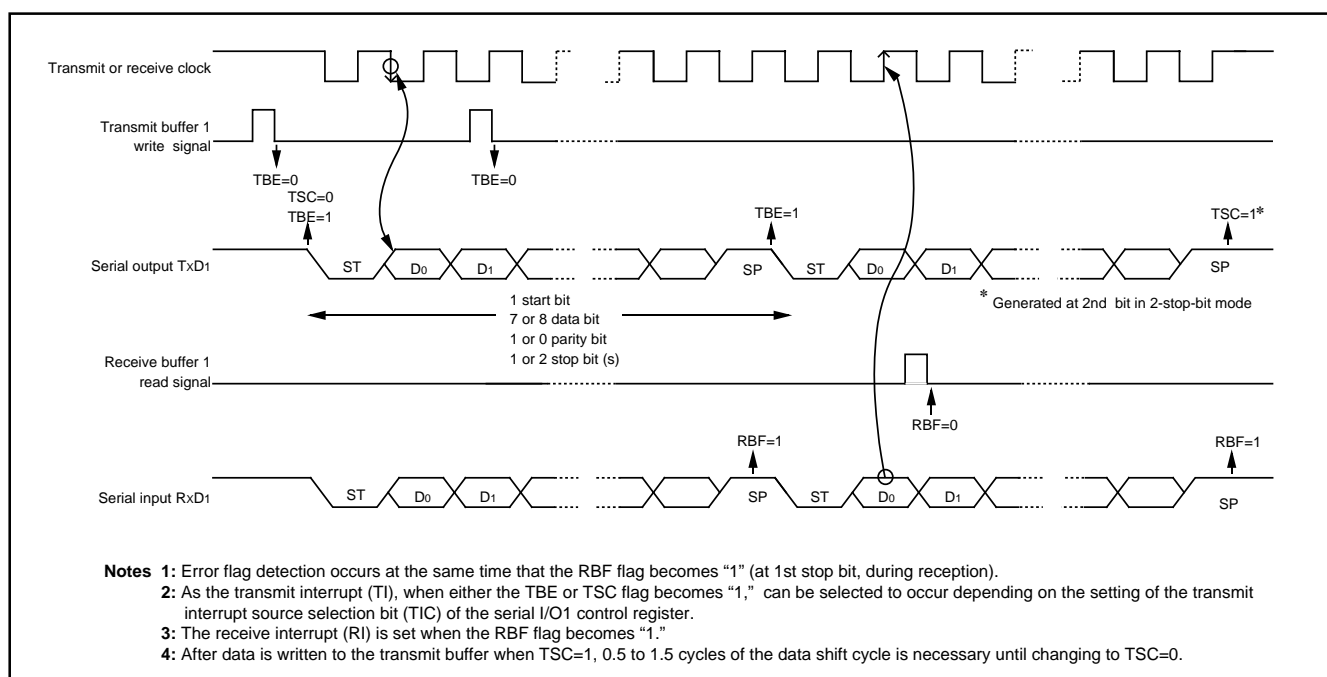 Transmit or receive clock
Transmit buffer 1
write signal
TBE=0
TSC=0
TBE=1
TBE=0
TBE=1
TSC=1*
Serial output TxD1
ST
D0
D1
SP
ST
D0
D1
SP
* Generated at 2nd bit in 2-stop-bit mode
1 start bit
7 or 8 data bit
1 or 0 parity bit
1 or 2 stop bit (s)
Receive buffer 1
read signal
RBF=0
RBF=1
RBF=1
Serial input RxD1
ST
D0
D1
SP
ST
D0
D1
SP
Notes 1: Error flag detection occurs at the same time that the RBF flag becomes “1” (at 1st stop bit, during reception).
2: As the transmit interrupt (TI), when either the TBE or TSC flag becomes “1,” can be selected to occur depending on the setting of the transmit
interrupt source selection bit (TIC) of the serial I/O1 control register.
3: The receive interrupt (RI) is set when the RBF flag becomes “1.”
4: After data is written to the transmit buffer when TSC=1, 0.5 to 1.5 cycles of the data shift cycle is necessary until changing to TSC=0.